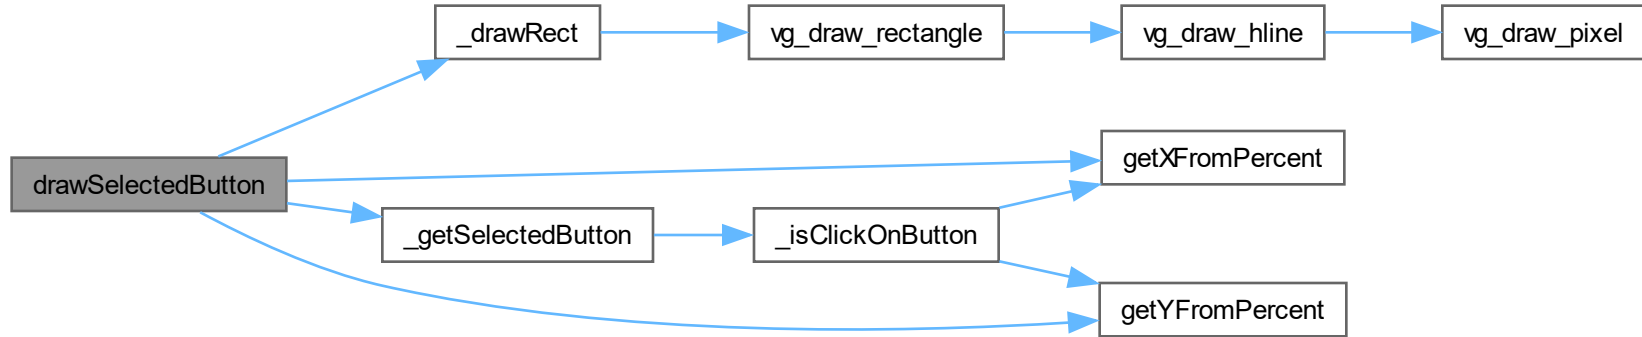 _drawRect
vg_draw_rectangle
vg_draw_hline
vg_draw_pixel
getXFromPercent
drawSelectedButton
_getSelectedButton
_isClickOnButton
getYFromPercent